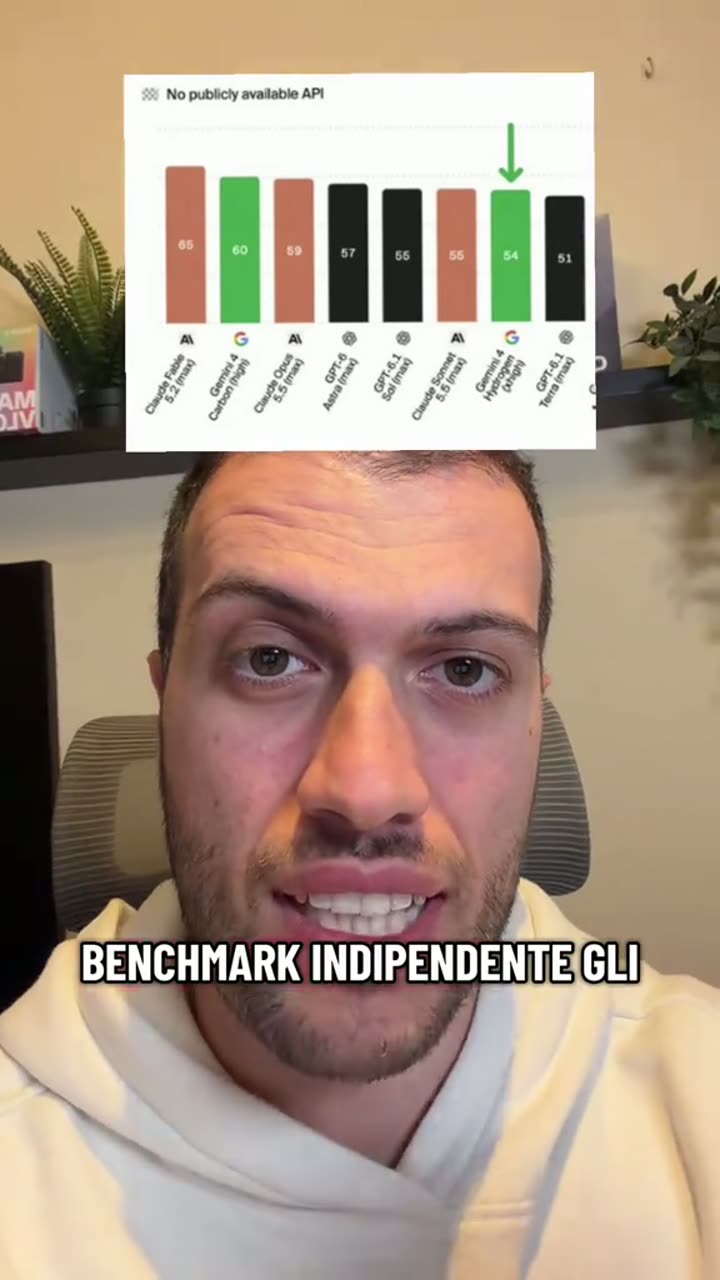 No publicly available API
65
60
59
57
55
55
54
51
Claude Fable
5.2 (max)
Gemini 4
Carbon (high)
Claude Opus
5.5 (max)
GPT-6
Astra (max)
GPT-6.1
Sol (max)
Claude Sonnet
5.5 (max)
Gemini 4
Hydrogen
(xhigh)
GPT-6.1
Terra (max)
BENCHMARK INDIPENDENTE GLI